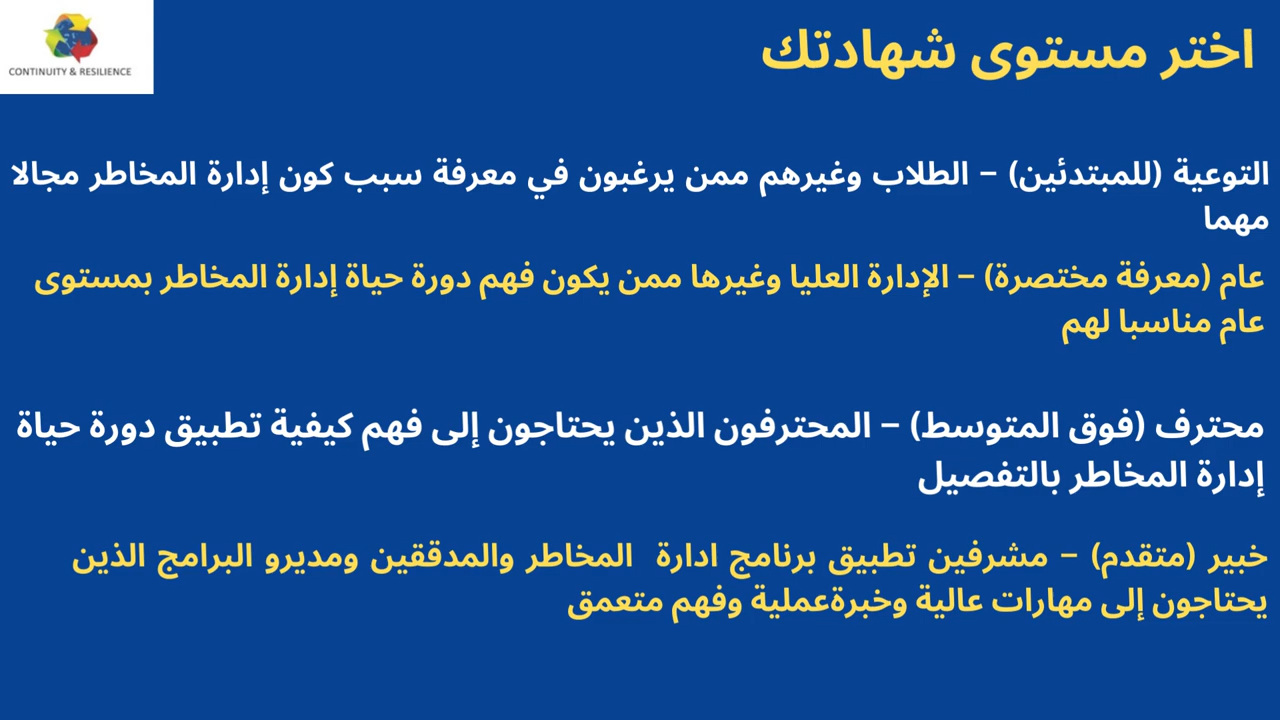 CONTINUITY & RESILIENCE
اختر مستوى شهادتك
التوعية (للمبتدئين) – الطلاب وغيرهم ممن يرغبون في معرفة سبب كون إدارة المخاطر مجالا
مهما
عام (معرفة مختصرة) – الإدارة العليا وغيرها ممن يكون فهم دورة حياة إدارة المخاطر بمستوى
عام مناسبا لهم
محترف (فوق المتوسط) – المحترفون الذين يحتاجون إلى فهم كيفية تطبيق دورة حياة
إدارة المخاطر بالتفصيل
خبير (متقدم) – مشرفين تطبيق برنامج ادارة المخاطر والمدققين ومديرو البرامج الذين
يحتاجون إلى مهارات عالية وخبرةعملية وفهم متعمق